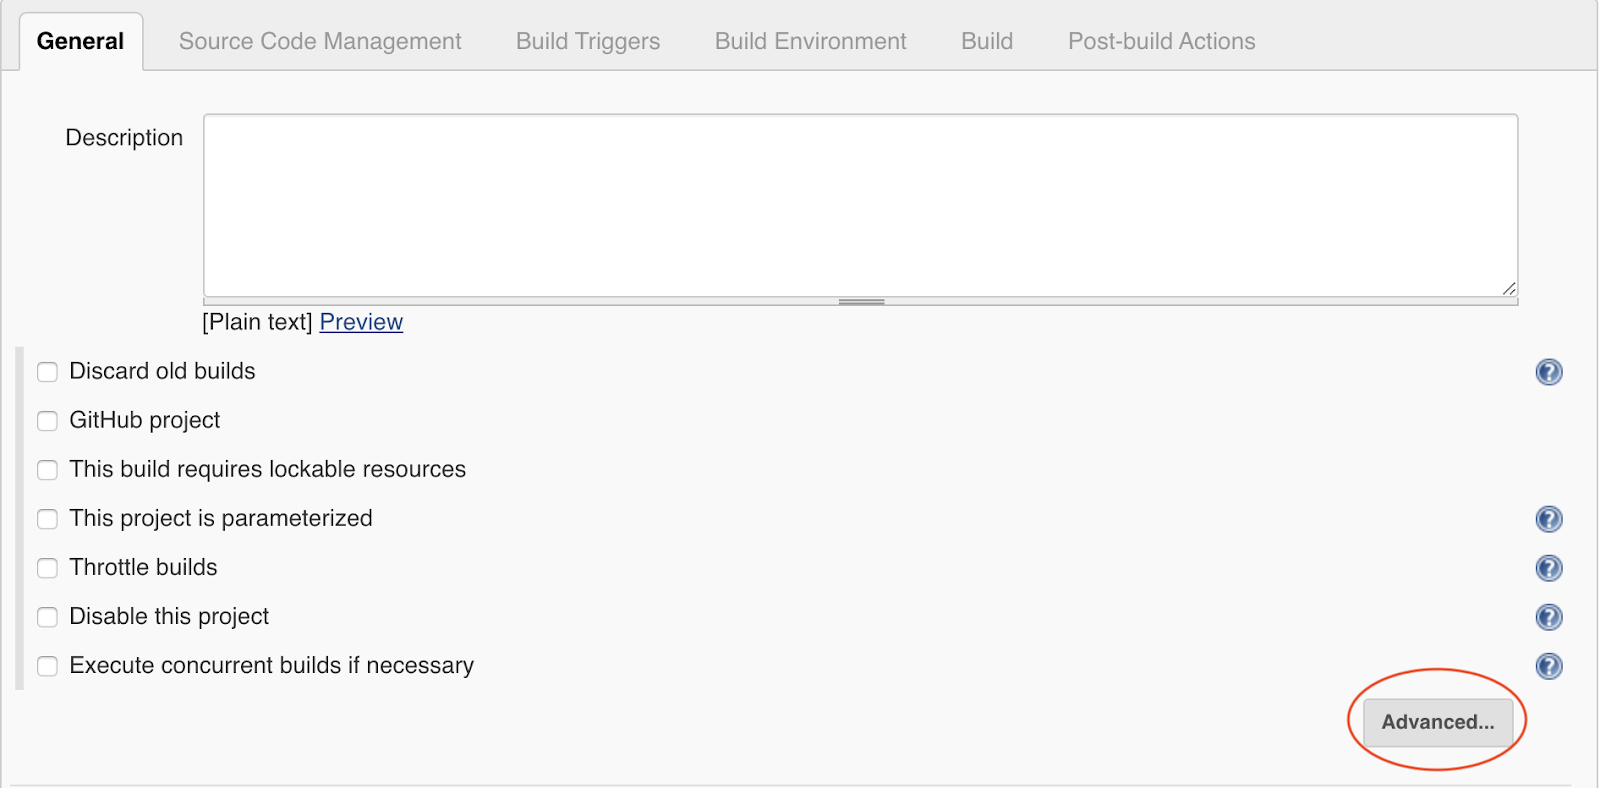 General Source Code Management Build Triggers Build Environment Build Post-build Actions
Description
[Plain text] Preview
Discard old builds ?
GitHub project
This build requires lockable resources
This project is parameterized ?
Throttle builds ?
Disable this project ?
Execute concurrent builds if necessary ?
Advanced...